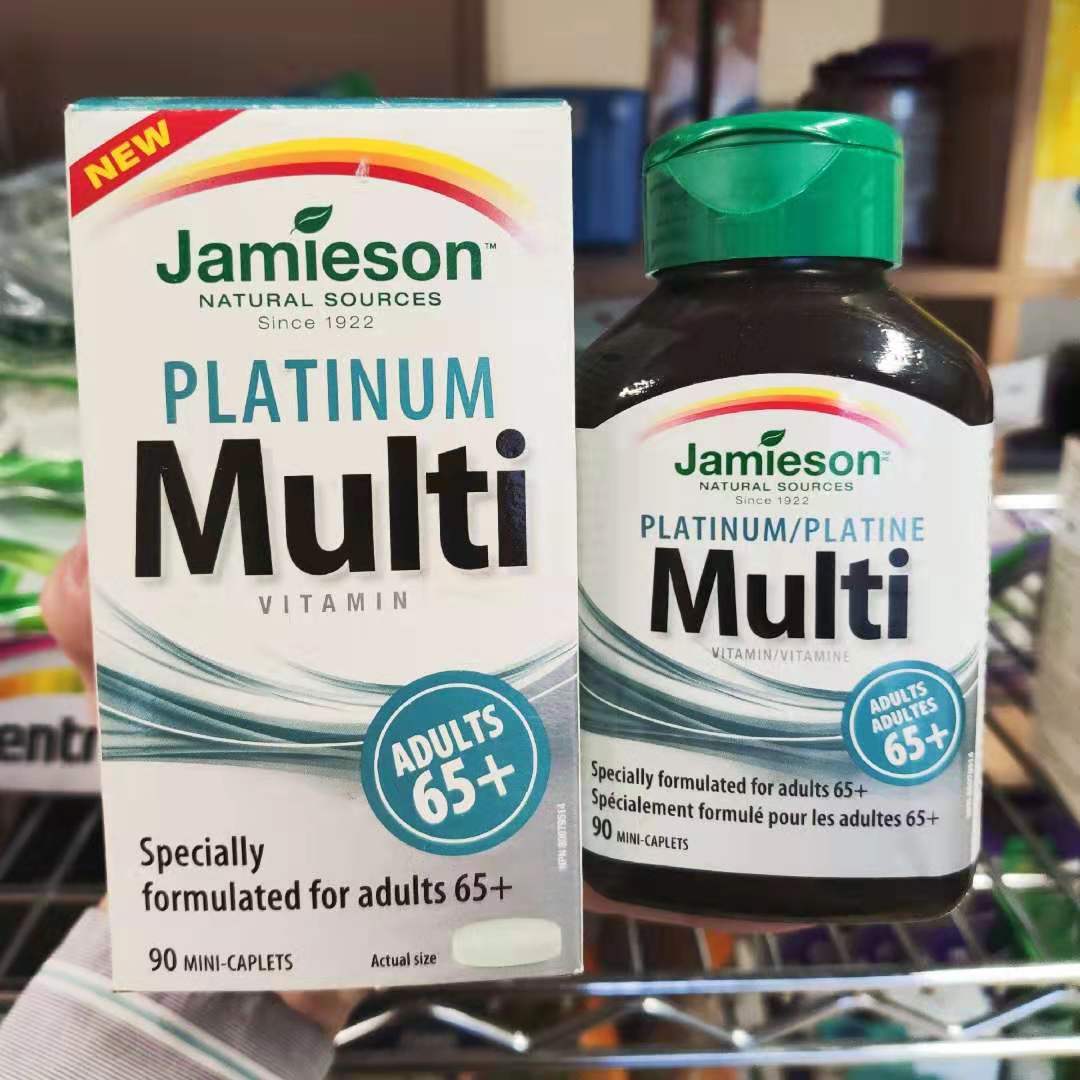 NEW
Jamieson™
NATURAL SOURCES
Since 1922
PLATINUM
Multi
VITAMIN
ADULTS
65+
Specially
formulated for adults 65+
90 MINI-CAPLETS
Actual size
Jamieson
NATURAL SOURCES
Since 1922
PLATINUM/PLATINE
Multi
VITAMIN/VITAMINE
ADULTS
ADULTES
65+
Specially formulated for adults 65+
Spécialement formulé pour les adultes 65+
90 MINI-CAPLETS
entr